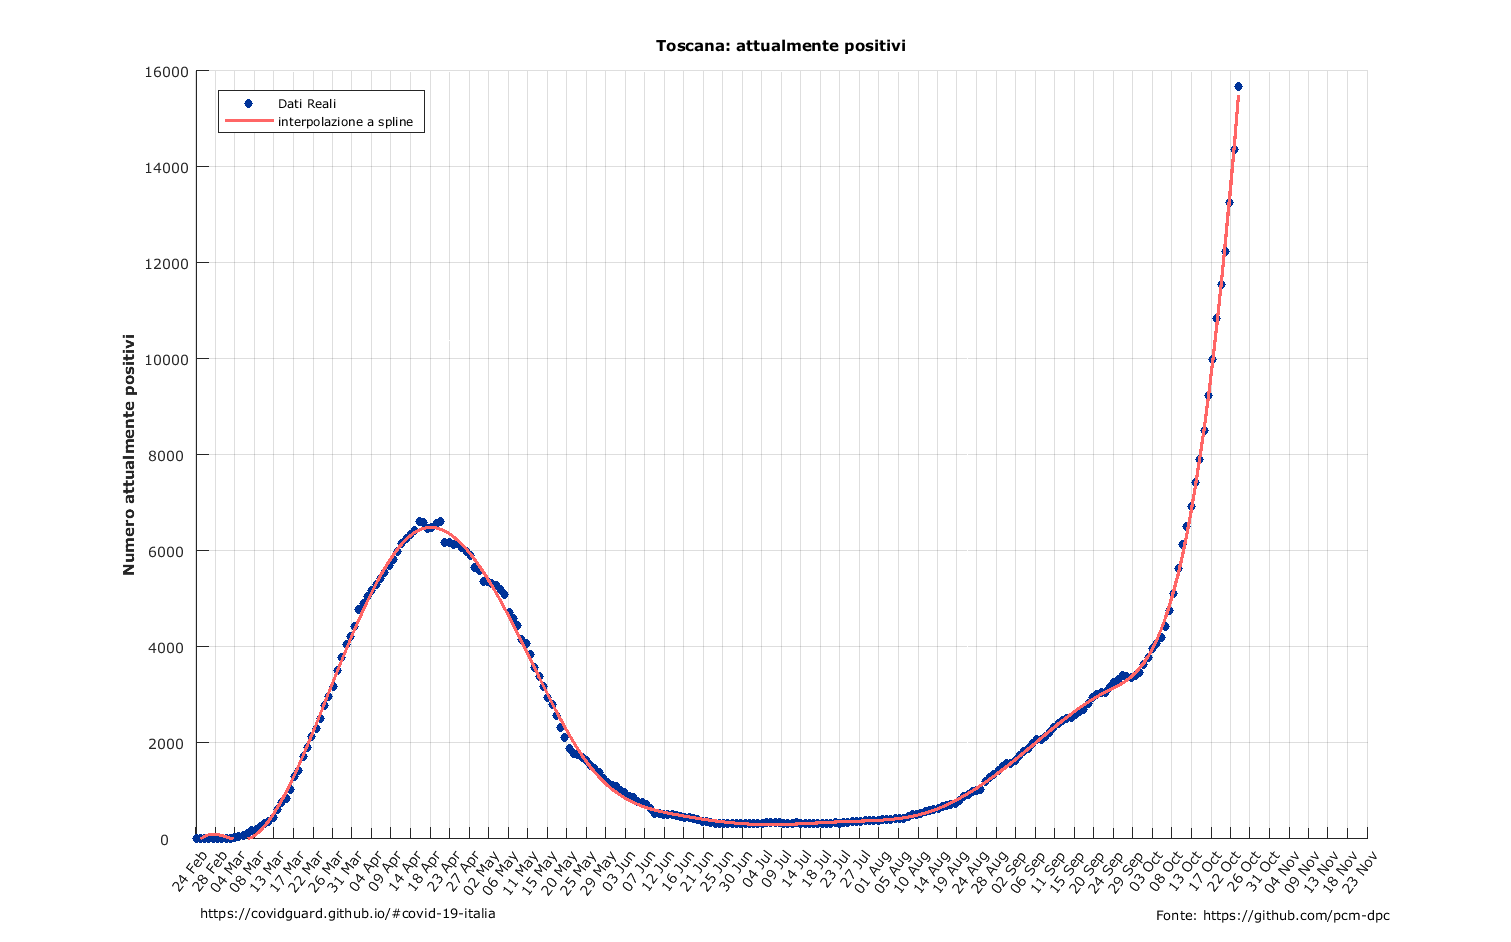 Toscana: attualmente positivi
16000
14000
12000
10000
8000
6000
4000
2000
0
Numero attualmente positivi
Dati Reali
interpolazione a spline
24 Feb
28 Feb
04 Mar
08 Mar
13 Mar
17 Mar
22 Mar
26 Mar
31 Mar
04 Apr
09 Apr
14 Apr
18 Apr
23 Apr
27 Apr
02 May
06 May
11 May
15 May
20 May
25 May
29 May
03 Jun
07 Jun
12 Jun
16 Jun
21 Jun
25 Jun
30 Jun
04 Jul
09 Jul
14 Jul
18 Jul
23 Jul
27 Jul
01 Aug
05 Aug
10 Aug
14 Aug
19 Aug
24 Aug
28 Aug
02 Sep
06 Sep
11 Sep
15 Sep
20 Sep
24 Sep
29 Sep
03 Oct
08 Oct
13 Oct
17 Oct
22 Oct
26 Oct
31 Oct
04 Nov
09 Nov
13 Nov
18 Nov
23 Nov
https://covidguard.github.io/#covid-19-italia
Fonte: https://github.com/pcm-dpc